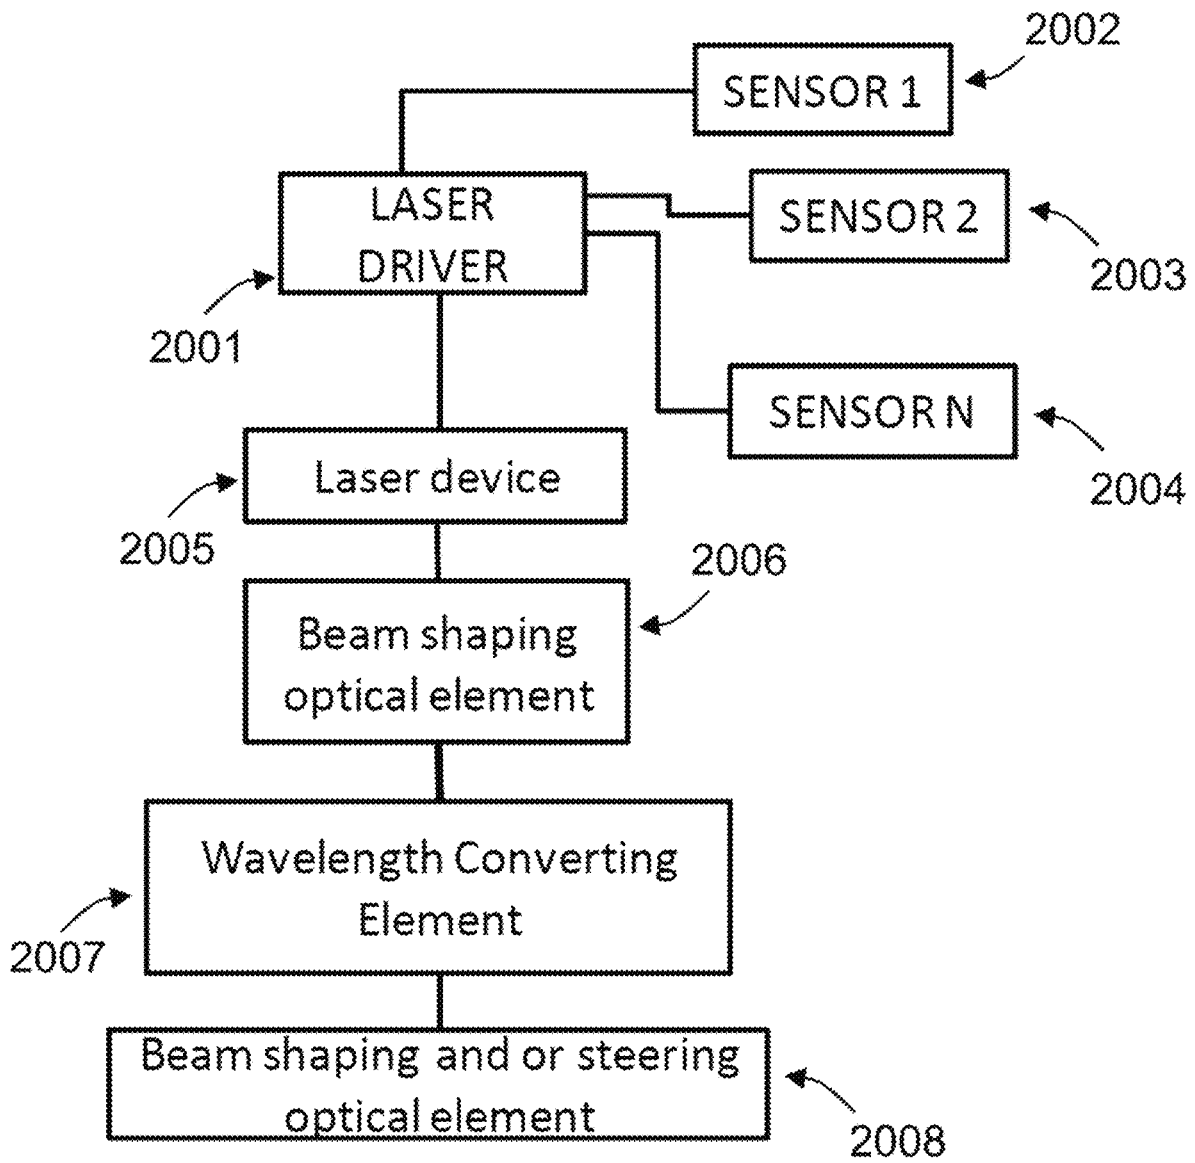 2002
SENSOR 1
LASER
DRIVER
SENSOR 2
2003
2001
SENSOR N
2004
Laser device
2005
2006
Beam shaping
optical element
Wavelength Converting
Element
2007
Beam shaping and or steering
optical element
2008